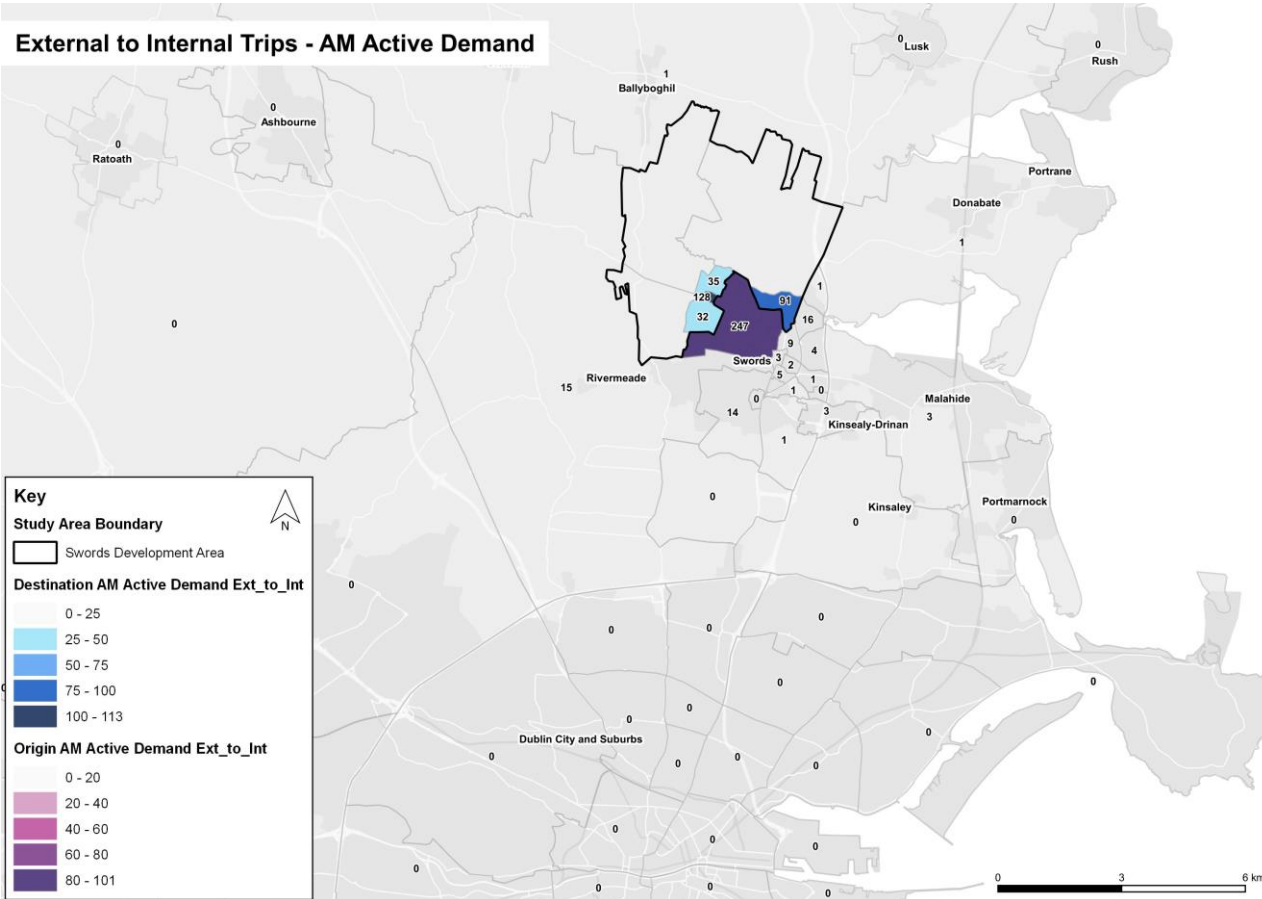 External to Internal Trips - AM Active Demand
0
Lusk
0
Rush
1
Ballyboghil
0
Ashbourne
0
Ratoath
Portrane
Donabate
1
35
128
91
1
32
247
16
9
4
Swords
3
2
5
1
0
1
0
15
Rivermeade
14
3
Kinsealy-Drinan
Malahide
3
1
0
0
Kinsaley
0
Portmarnock
0
Key
N
Study Area Boundary
Swords Development Area
Destination AM Active Demand Ext_to_Int
0 - 25
25 - 50
50 - 75
75 - 100
100 - 113
Origin AM Active Demand Ext_to_Int
0 - 20
20 - 40
40 - 60
60 - 80
80 - 101
0
0
0
0
0
0
0
0
Dublin City and Suburbs
0
0
0
0
0
0
0
0
0
0
0
0
0 3 6 km